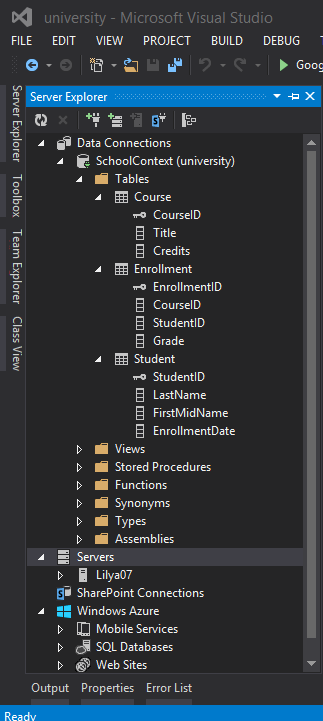 university - Microsoft Visual Studio
FILE EDIT VIEW PROJECT BUILD DEBUG
Goog
Server Explorer
Toolbox
Team Explorer
Class View
Server Explorer
Data Connections
SchoolContext (university)
Tables
Course
CourseID
Title
Credits
Enrollment
EnrollmentID
CourseID
StudentID
Grade
Student
StudentID
LastName
FirstMidName
EnrollmentDate
Views
Stored Procedures
Functions
Synonyms
Types
Assemblies
Servers
Lilya07
SharePoint Connections
Windows Azure
Mobile Services
SQL Databases
Web Sites
Output Properties Error List
Ready